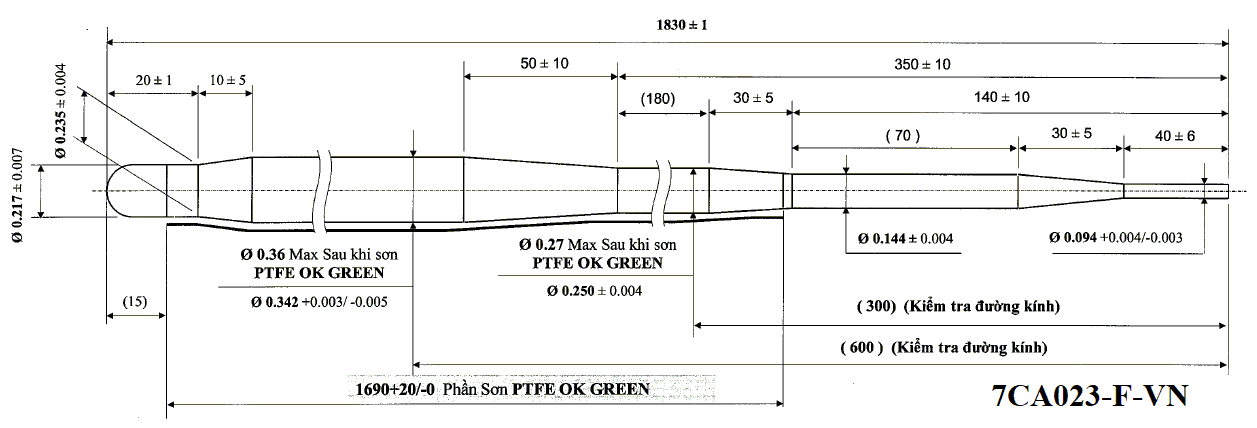 1830 ± 1
50 ± 10
350 ± 10
20 ± 1
10 ± 5
(180)
30 ± 5
140 ± 10
Ø 0.235 ± 0.004
( 70 )
30 ± 5
40 ± 6
Ø 0.217 ± 0.007
Ø 0.36 Max Sau khi sơn
PTFE OK GREEN
Ø 0.342 +0.003/ -0.005
Ø 0.27 Max Sau khi sơn
PTFE OK GREEN
Ø 0.250 ± 0.004
Ø 0.144 ± 0.004
Ø 0.094 +0.004/-0.003
(15)
( 300) (Kiểm tra đường kính)
( 600 ) (Kiểm tra đường kính)
1690+20/-0 Phần Sơn PTFE OK GREEN
7CA023-F-VN